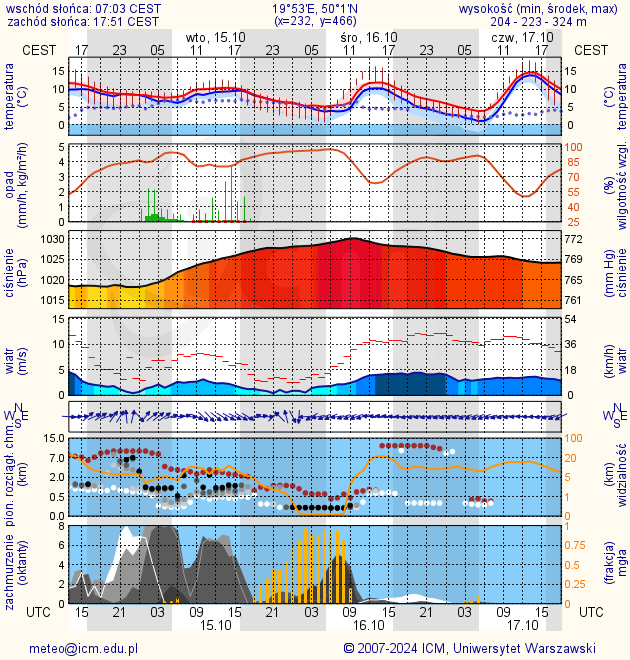 wschód słońca: 07:03 CEST 19°53'E, 50°1'N wysokość (min, środek, max)
zachód słońca: 17:51 CEST (x=232, y=466) 204 - 223 - 324 m
wto, 15.10 śro, 16.10 czw, 17.10
CEST 17 23 05 11 17 23 05 11 17 23 05 11 17 CEST
temperatura (°C)
15
10
5
0
15
10
5
0
(°C) temperatura
opad (mm/h, kg/m²/h)
5
4
3
2
1
0
100
85
70
55
40
25
(%) wilgotność wzgl.
ciśnienie (hPa)
1030
1025
1020
1015
772
769
765
761
(mm Hg) ciśnienie
wiatr (m/s)
15
10
5
0
54
36
18
0
(km/h) wiatr
N
W E
S
N
W E
S
pion. rozciągł. chm. (km)
15.0
7.0
2.0
0.5
0.0
100
20
5
1
0
(km) widzialność
zachmurzenie (oktanty)
8
6
4
2
0
1
0.75
0.5
0.25
0
(frakcja) mgła
UTC 15 21 03 09 15 21 03 09 15 21 03 09 15 UTC
15.10 16.10 17.10
meteo@icm.edu.pl © 2007-2024 ICM, Uniwersytet Warszawski